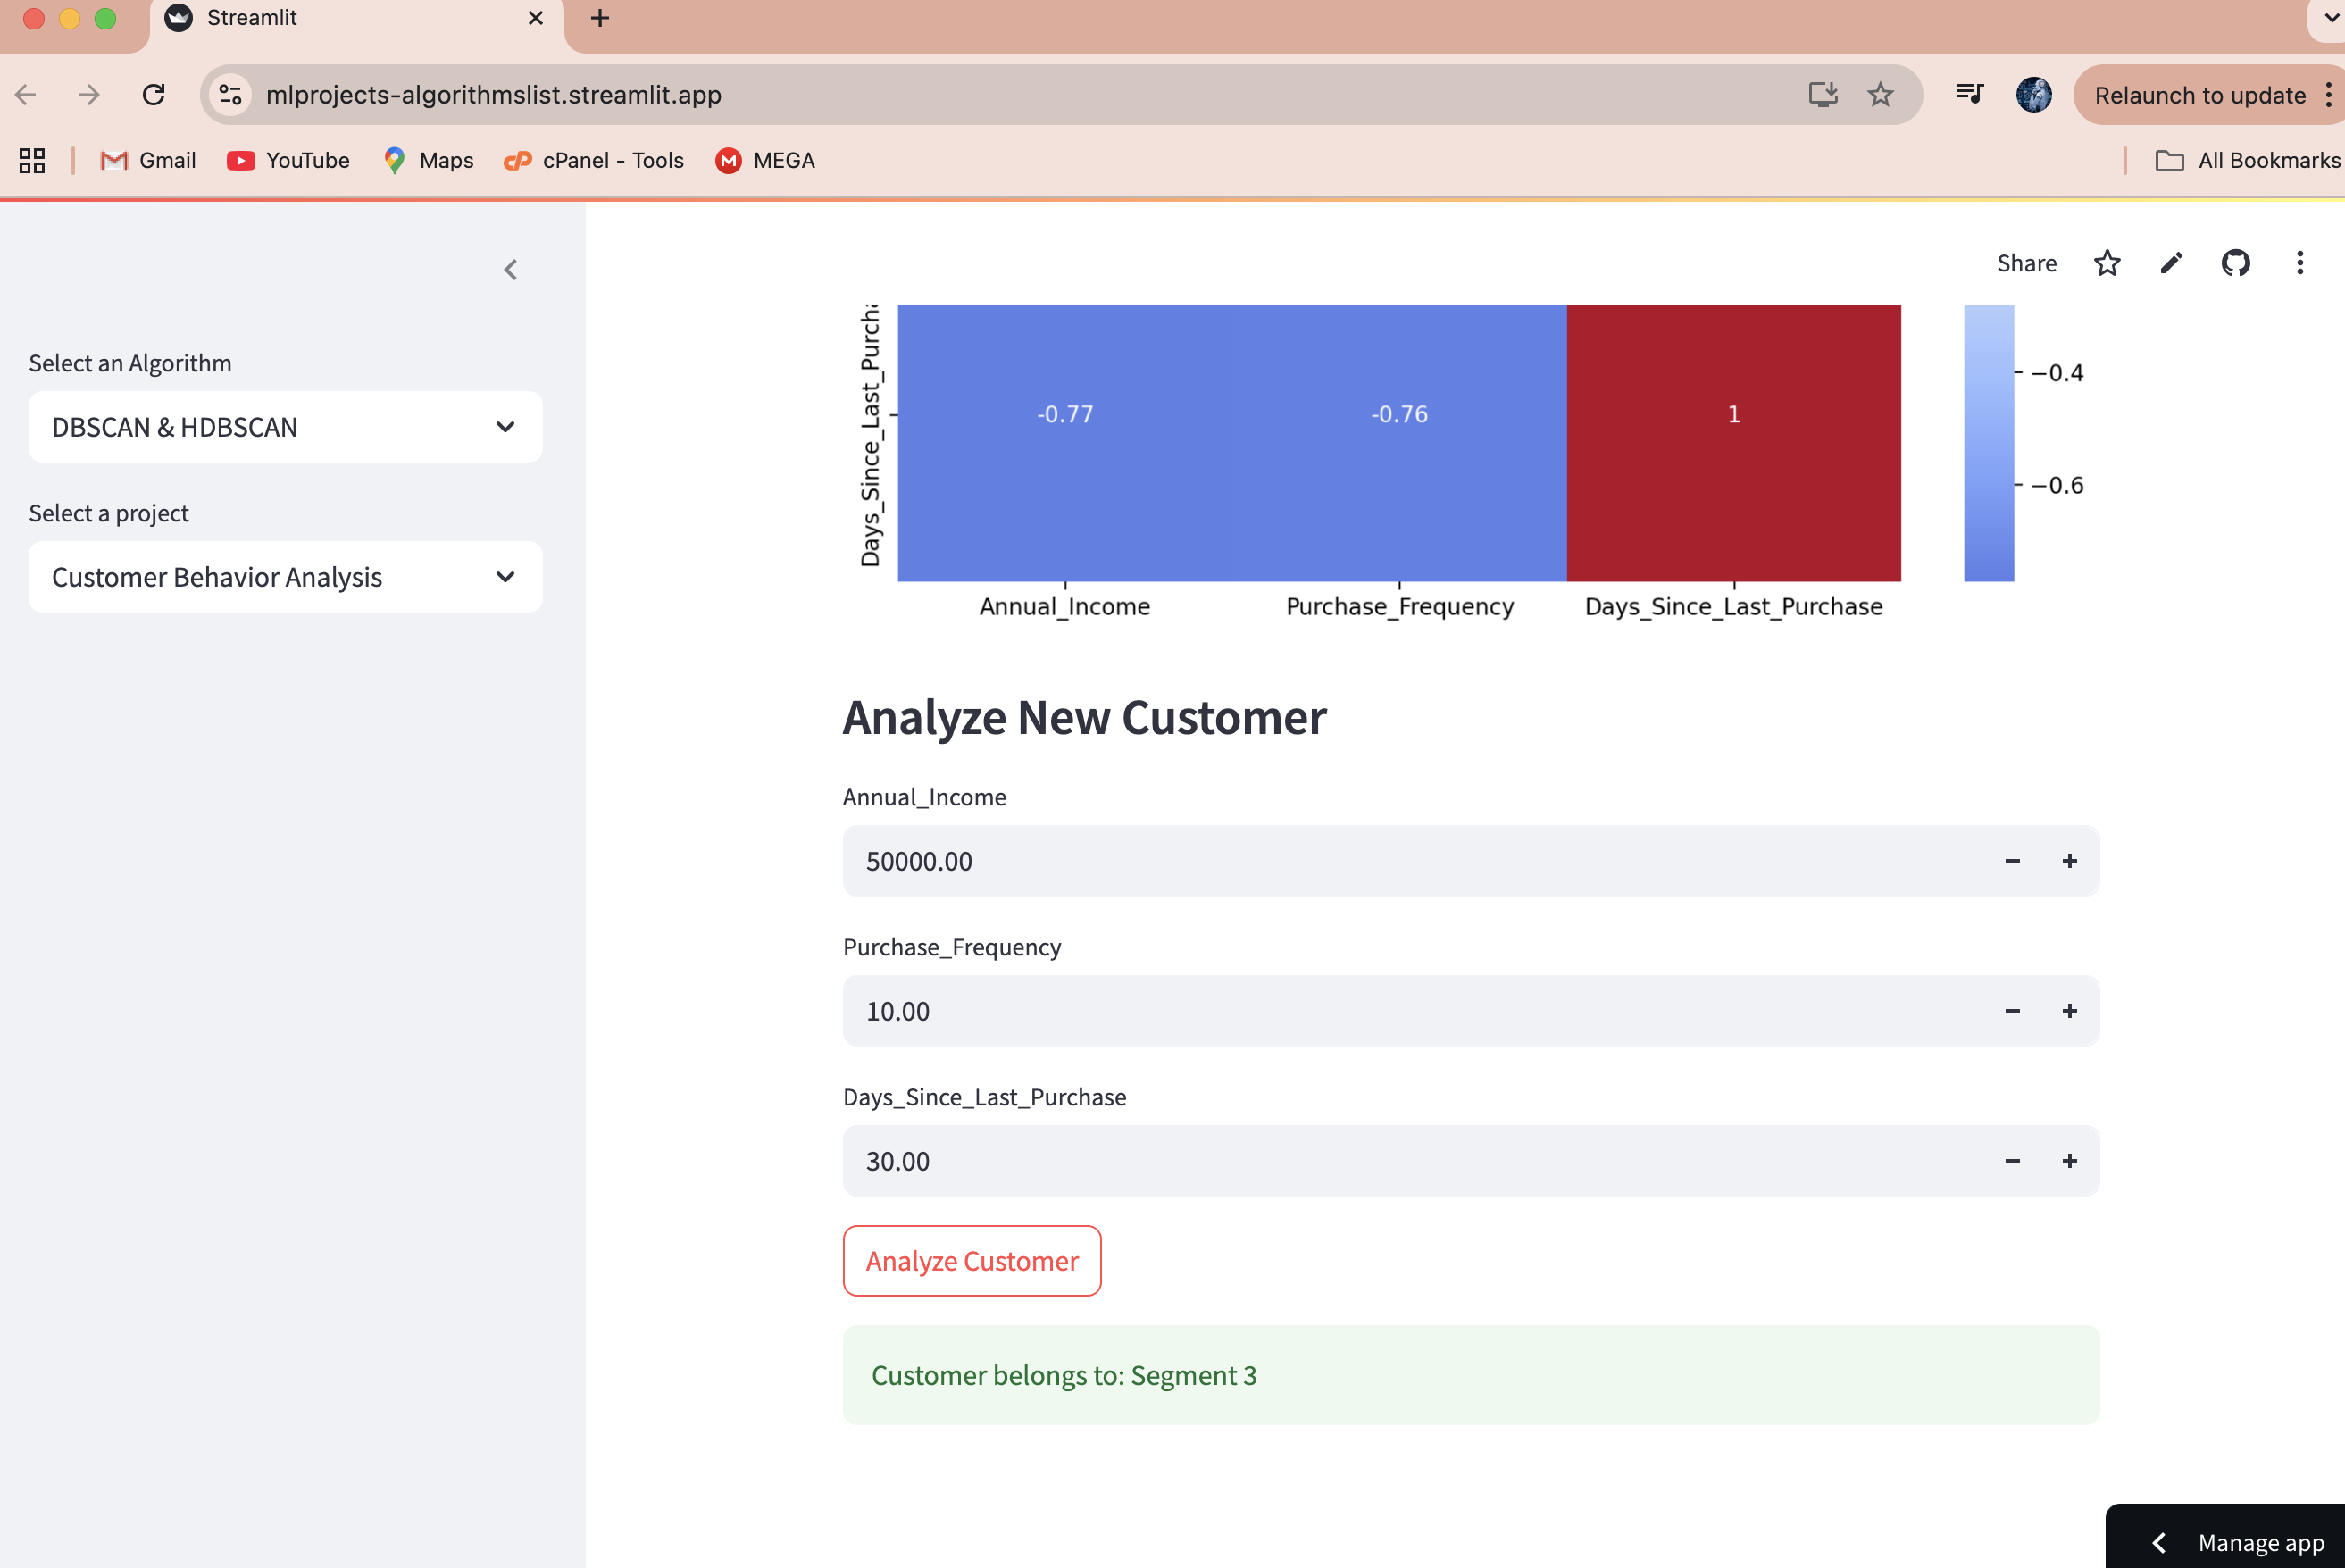 Streamlit
mlprojects-algorithmslist.streamlit.app
Relaunch to update
Gmail
YouTube
Maps
cPanel - Tools
MEGA
All Bookmarks
Share
Select an Algorithm
DBSCAN & HDBSCAN
Select a project
Customer Behavior Analysis
Days_Since_Last_Purcha
-0.77
-0.76
1
−0.4
−0.6
Annual_Income
Purchase_Frequency
Days_Since_Last_Purchase
Analyze New Customer
Annual_Income
50000.00
Purchase_Frequency
10.00
Days_Since_Last_Purchase
30.00
Analyze Customer
Customer belongs to: Segment 3
Manage app